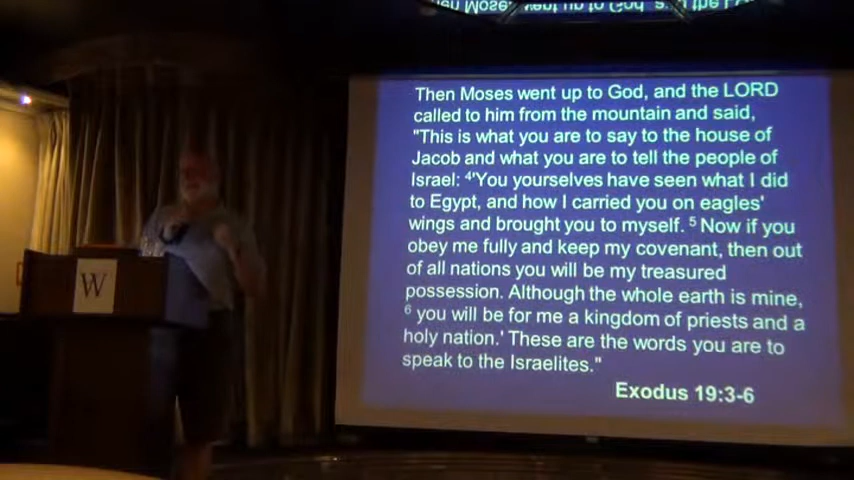 Then Moses went up to God, and the LORD
called to him from the mountain and said,
"This is what you are to say to the house of
Jacob and what you are to tell the people of
Israel: ⁴'You yourselves have seen what I did
to Egypt, and how I carried you on eagles'
wings and brought you to myself. ⁵ Now if you
obey me fully and keep my covenant, then out
of all nations you will be my treasured
possession. Although the whole earth is mine,
⁶ you will be for me a kingdom of priests and a
holy nation.' These are the words you are to
speak to the Israelites."
Exodus 19:3-6
W